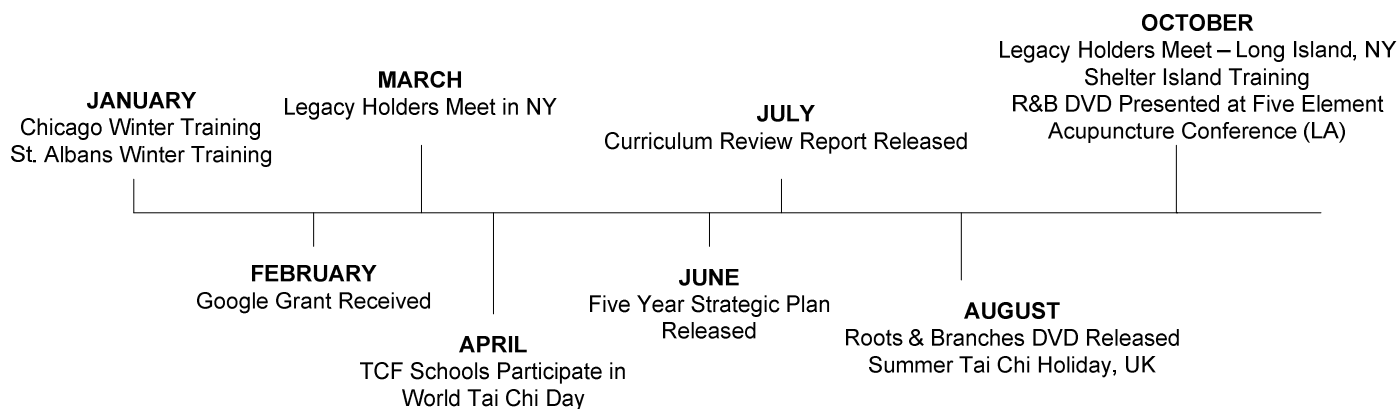 JANUARY
Chicago Winter Training
St. Albans Winter Training
FEBRUARY
Google Grant Received
MARCH
Legacy Holders Meet in NY
APRIL
TCF Schools Participate in
World Tai Chi Day
JUNE
Five Year Strategic Plan
Released
JULY
Curriculum Review Report Released
AUGUST
Roots & Branches DVD Released
Summer Tai Chi Holiday, UK
OCTOBER
Legacy Holders Meet – Long Island, NY
Shelter Island Training
R&B DVD Presented at Five Element
Acupuncture Conference (LA)